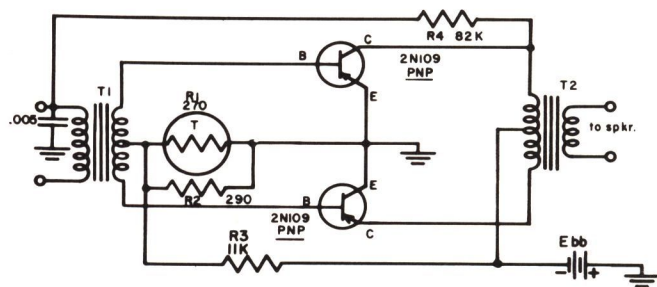 R4 82K
C
2N109
PNP
B
T1
T2
E
R1
270
.005
T
to spkr.
E
R2 290
B
2N109
PNP
C
R3
11K
Ebb
- +